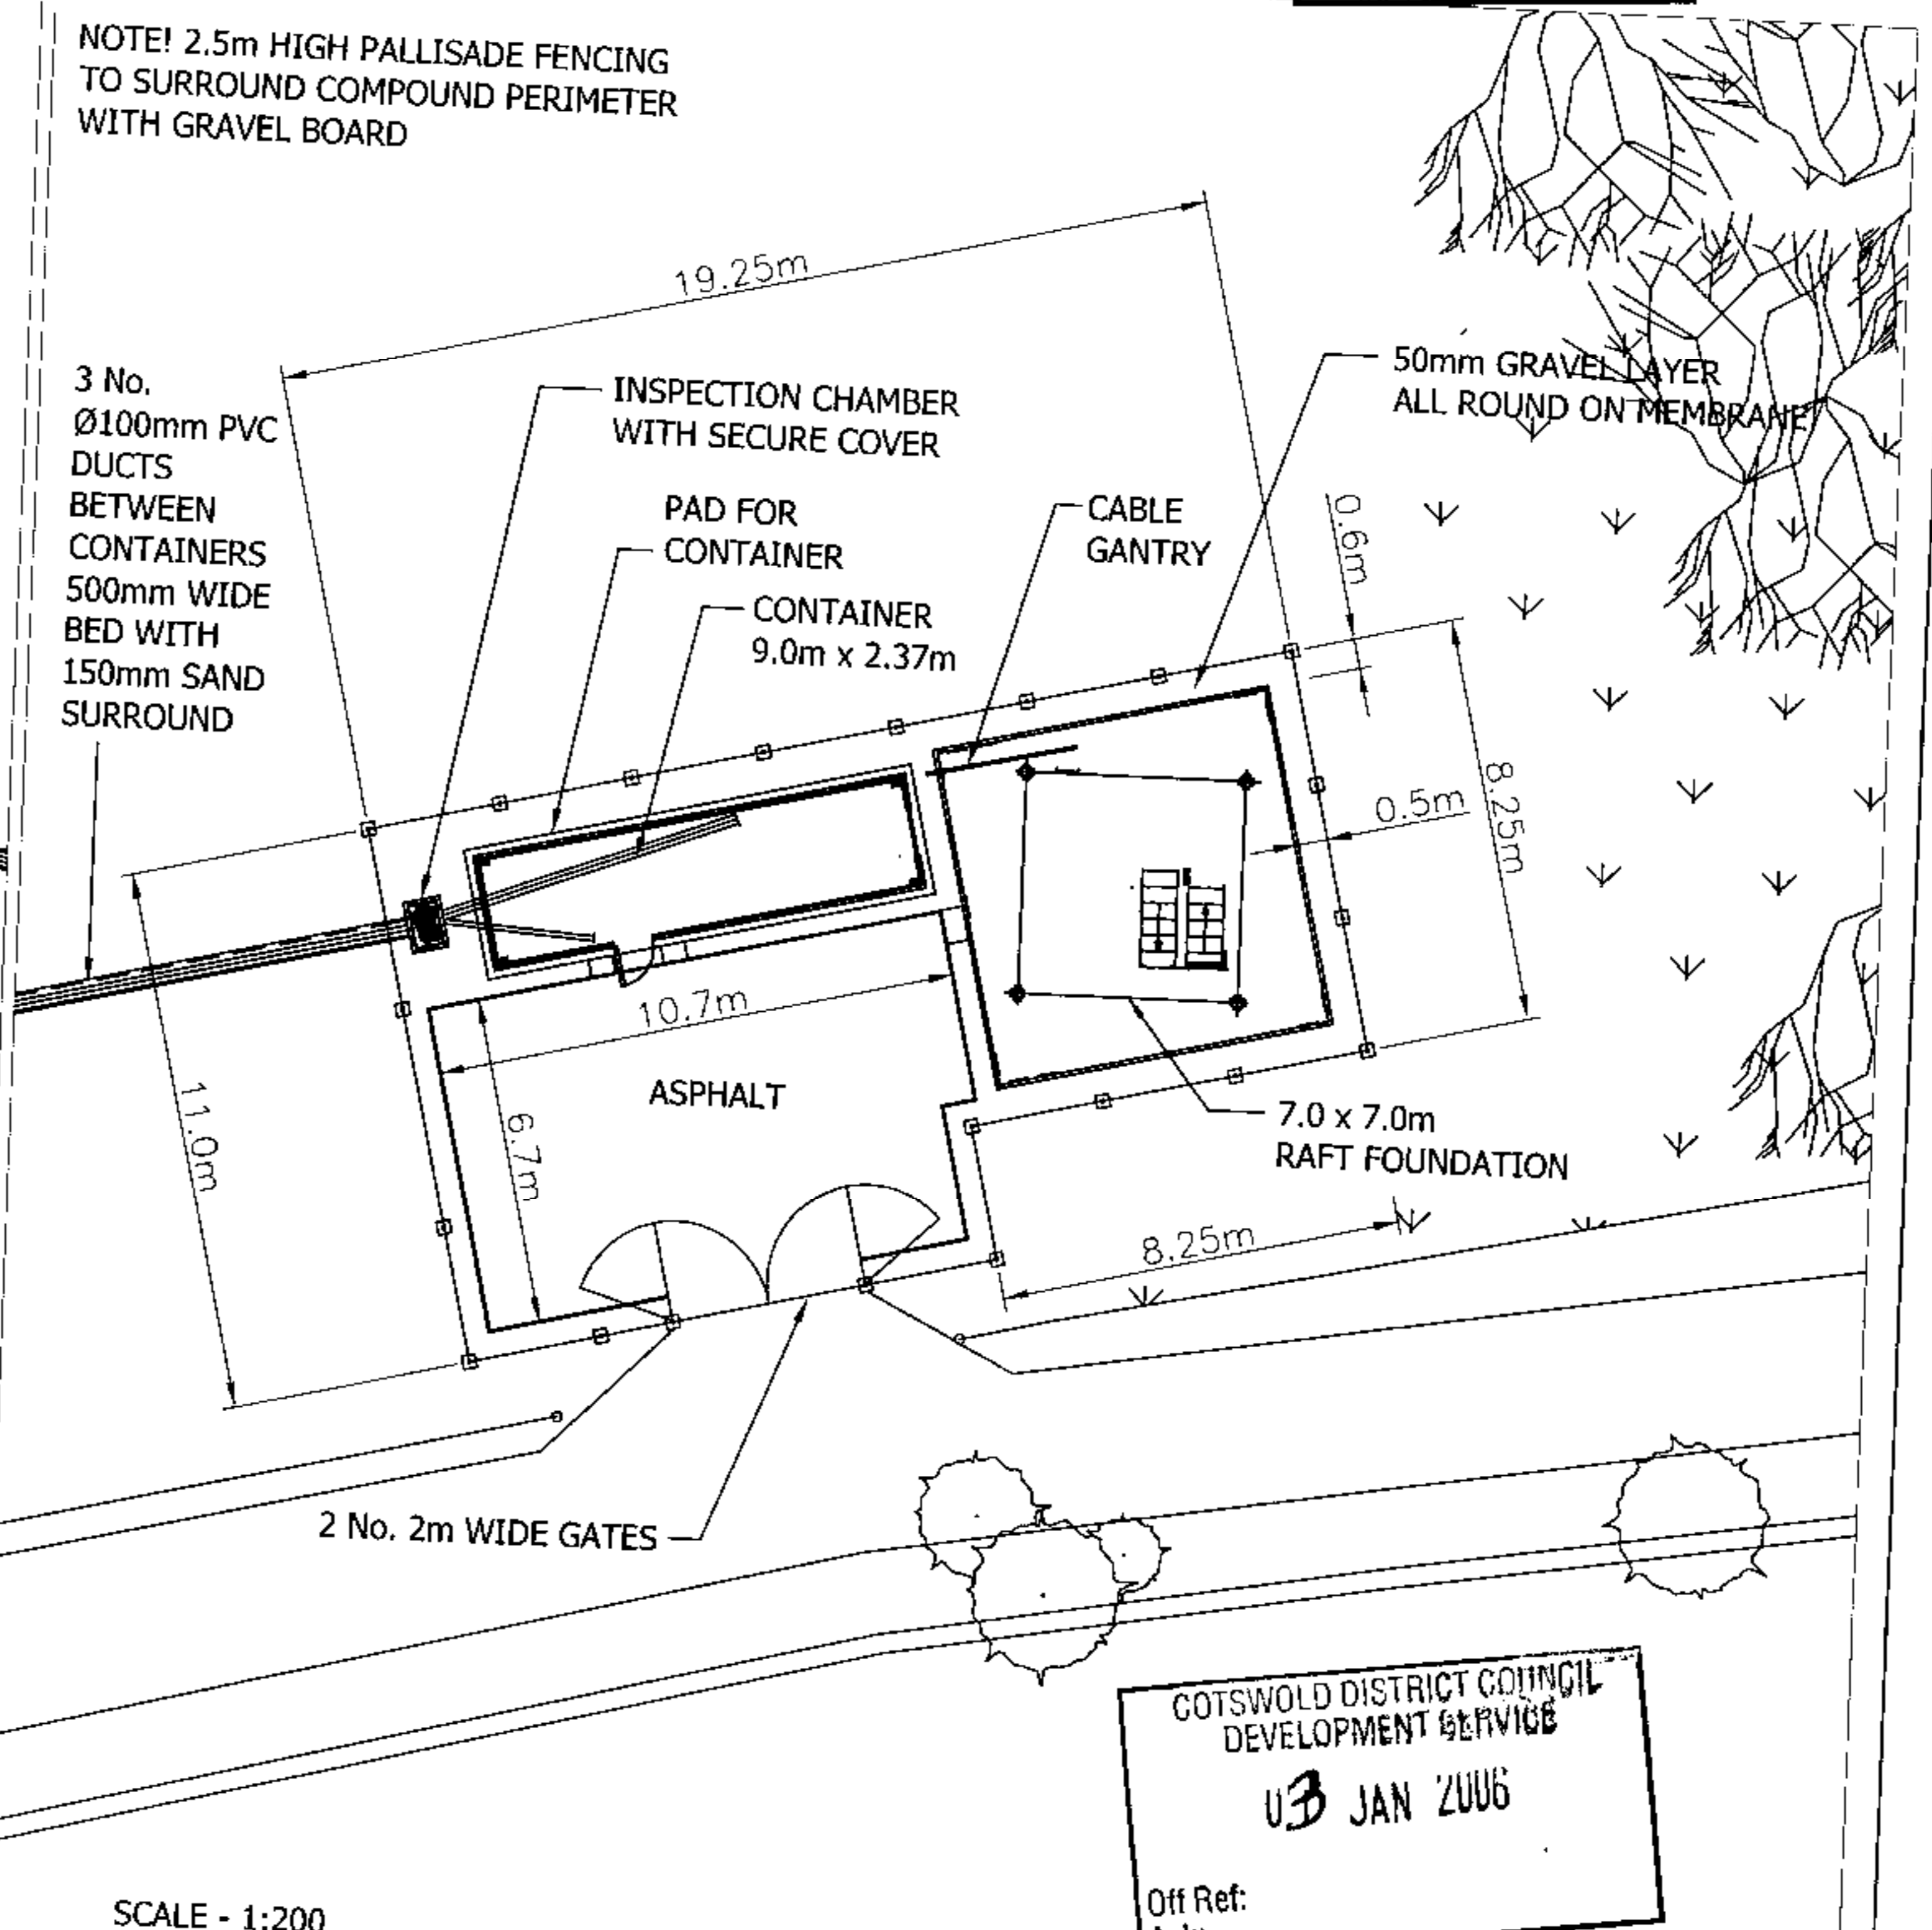 NOTE! 2.5m HIGH PALLISADE FENCING
TO SURROUND COMPOUND PERIMETER
WITH GRAVEL BOARD
19.25m
3 No.
Ø100mm PVC
DUCTS
BETWEEN
CONTAINERS
500mm WIDE
BED WITH
150mm SAND
SURROUND
INSPECTION CHAMBER
WITH SECURE COVER
PAD FOR
CONTAINER
CONTAINER
9.0m x 2.37m
CABLE
GANTRY
50mm GRAVEL LAYER
ALL ROUND ON MEMBRANE
0.6m
0.5m
8.25m
10.7m
ASPHALT
6.7m
11.0m
7.0 x 7.0m
RAFT FOUNDATION
8.25m
2 No. 2m WIDE GATES
COTSWOLD DISTRICT COUNCIL
DEVELOPMENT SERVICE
03 JAN 2006
Off Ref:
SCALE - 1:200